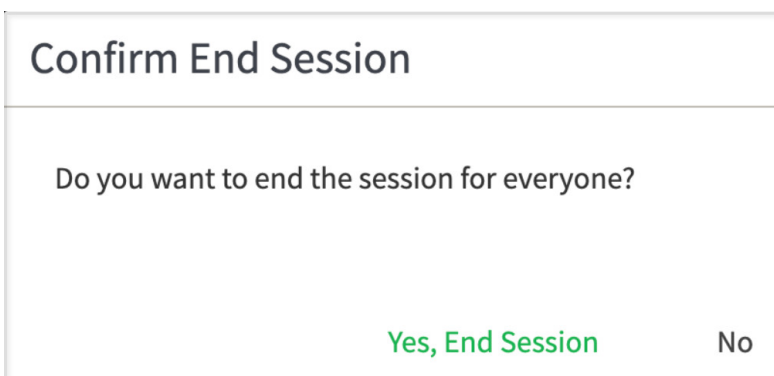 Confirm End Session
Do you want to end the session for everyone?
Yes, End Session No